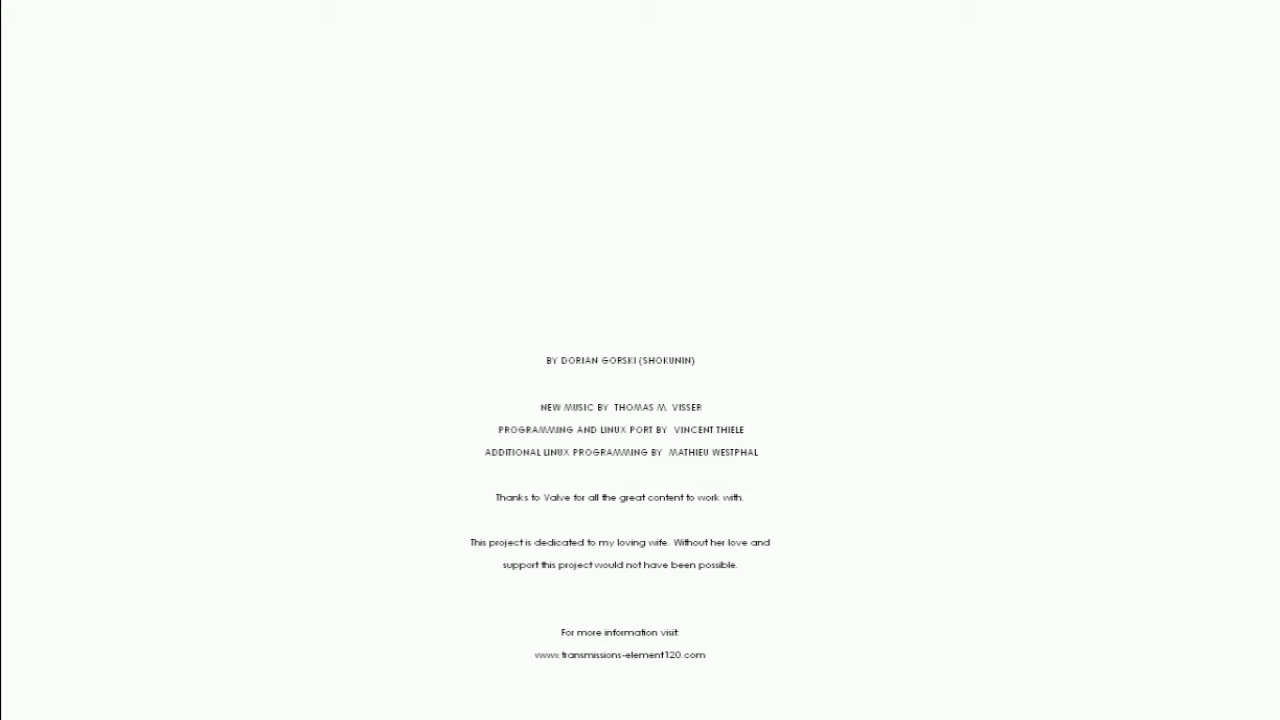 BY DORIAN GORSKI (SHOKUNIN)
NEW MUSIC BY THOMAS M. VISSER
PROGRAMMING AND LINUX PORT BY VINCENT THIELE
ADDITIONAL LINUX PROGRAMMING BY MATHIEU WESTPHAL
Thanks to Valve for all the great content to work with.
This project is dedicated to my loving wife. Without her love and
support this project would not have been possible.
For more information visit:
www.transmissions-element120.com